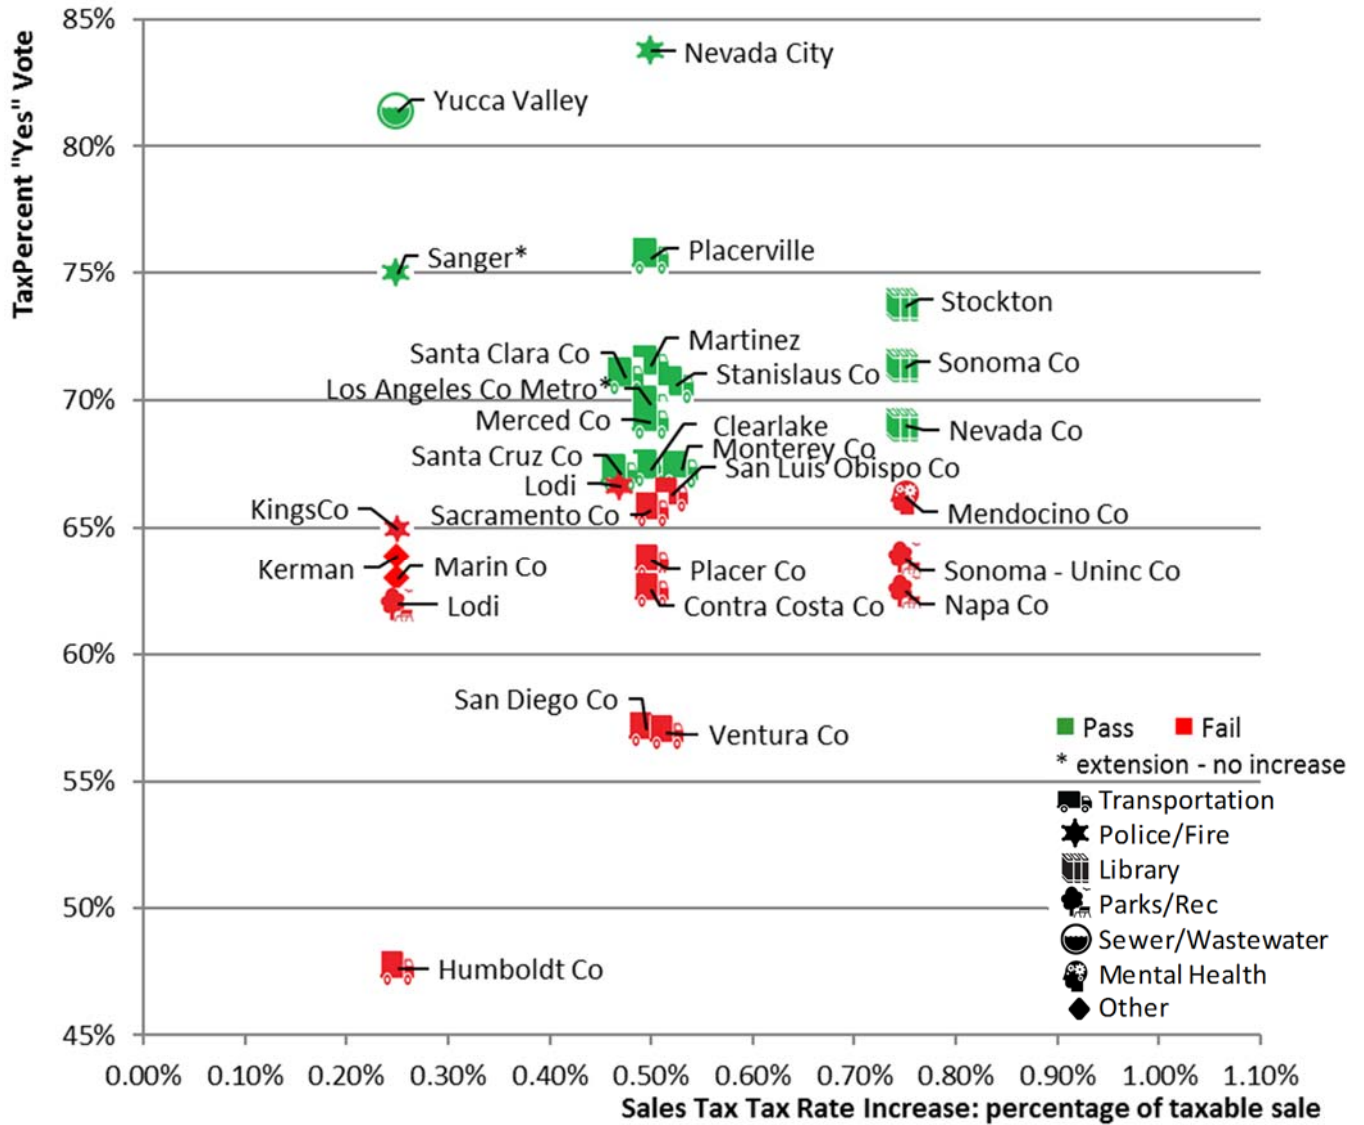 TaxPercent "Yes" Vote
85%
Nevada City
Yucca Valley
80%
Sanger*
Placerville
75%
Stockton
Martinez
Santa Clara Co
Sonoma Co
Stanislaus Co
Los Angeles Co Metro*
70%
Merced Co
Clearlake
Nevada Co
Monterey Co
Santa Cruz Co
San Luis Obispo Co
Lodi
KingsCo
Sacramento Co
Mendocino Co
65%
Kerman
Marin Co
Placer Co
Sonoma - Uninc Co
Lodi
Contra Costa Co
Napa Co
60%
San Diego Co
Ventura Co
Pass Fail
* extension - no increase
55%
Transportation
Police/Fire
Library
Parks/Rec
50%
Sewer/Wastewater
Humboldt Co
Mental Health
Other
45%
0.00% 0.10% 0.20% 0.30% 0.40% 0.50% 0.60% 0.70% 0.80% 0.90% 1.00% 1.10%
Sales Tax Tax Rate Increase: percentage of taxable sale